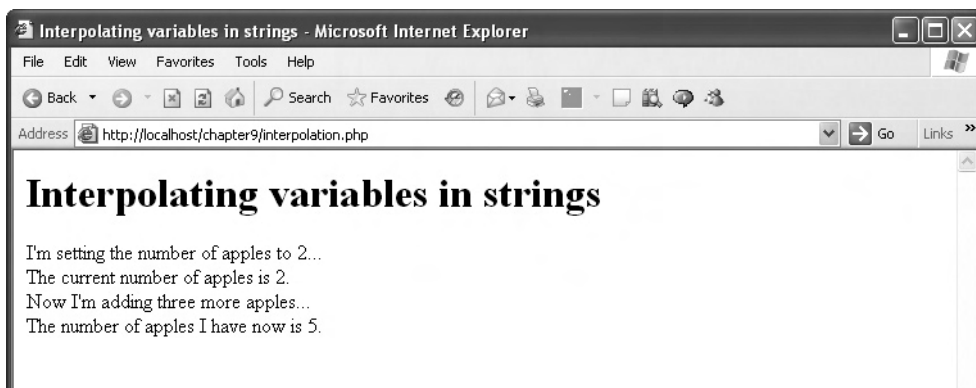 Interpolating variables in strings - Microsoft Internet Explorer
File Edit View Favorites Tools Help
Back Search Favorites
Address http://localhost/chapter9/interpolation.php Go Links »
Interpolating variables in strings
I'm setting the number of apples to 2...
The current number of apples is 2.
Now I'm adding three more apples...
The number of apples I have now is 5.